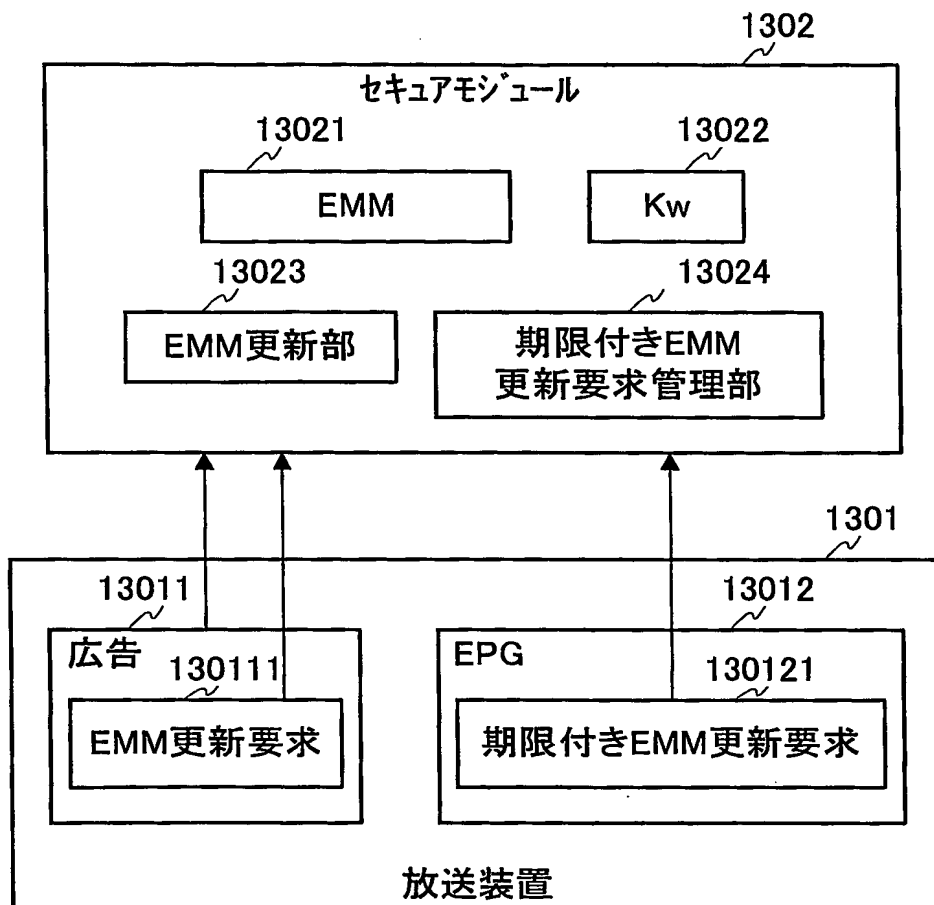 1302
セキュアモジュール
13021
13022
EMM
Kw
13023
13024
EMM更新部
期限付きEMM
更新要求管理部
1301
13011
13012
広告
EPG
130111
130121
EMM更新要求
期限付きEMM更新要求
放送装置